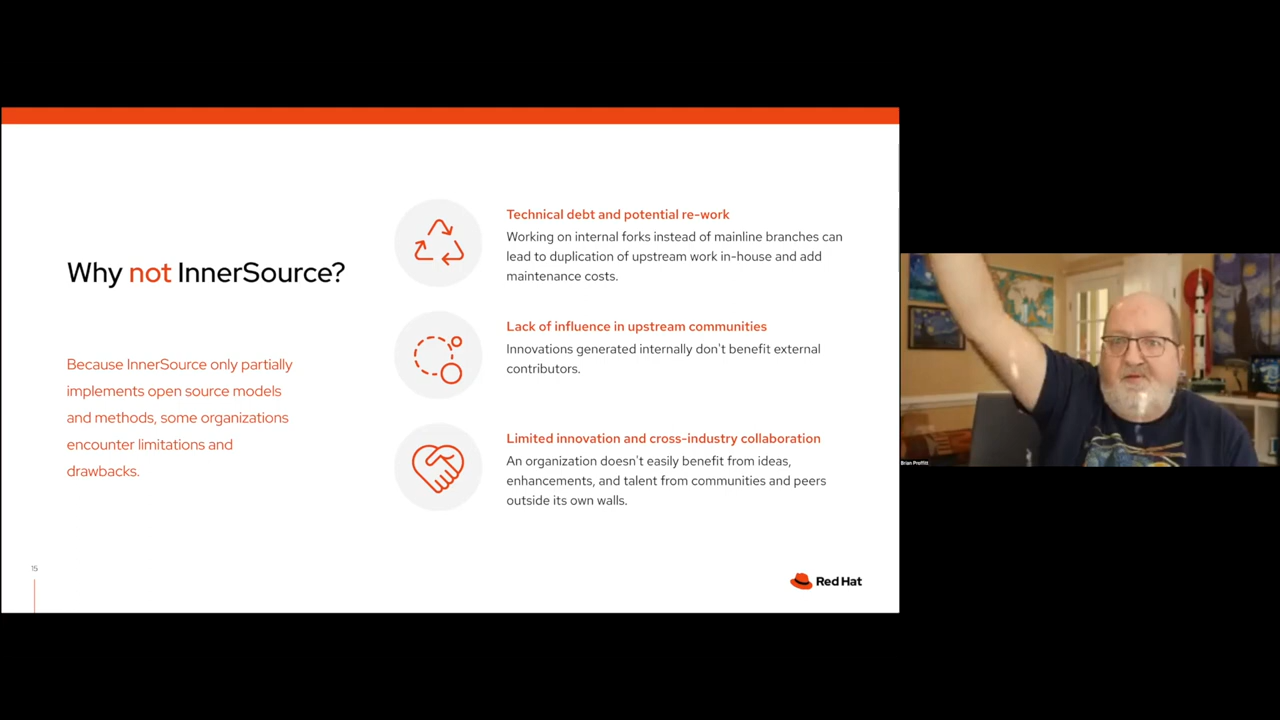 Why not InnerSource?
Because InnerSource only partially
implements open source models
and methods, some organizations
encounter limitations and
drawbacks.
Technical debt and potential re-work
Working on internal forks instead of mainline branches can
lead to duplication of upstream work in-house and add
maintenance costs.
Lack of influence in upstream communities
Innovations generated internally don't benefit external
contributors.
Limited innovation and cross-industry collaboration
An organization doesn't easily benefit from ideas,
enhancements, and talent from communities and peers
outside its own walls.
15
Red Hat
Brian Proffitt